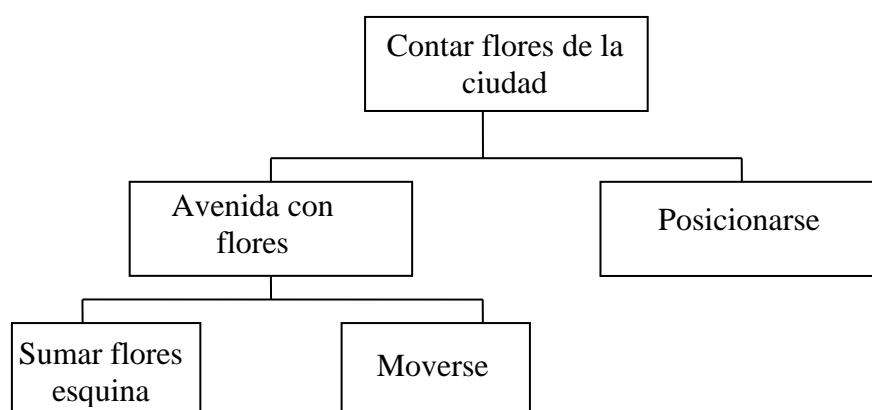 Contar flores de la
ciudad
Avenida con
flores
Posicionarse
Sumar flores
esquina
Moverse